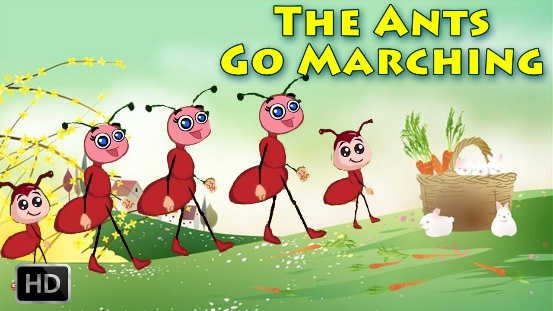 The Ants
Go Marching
HD